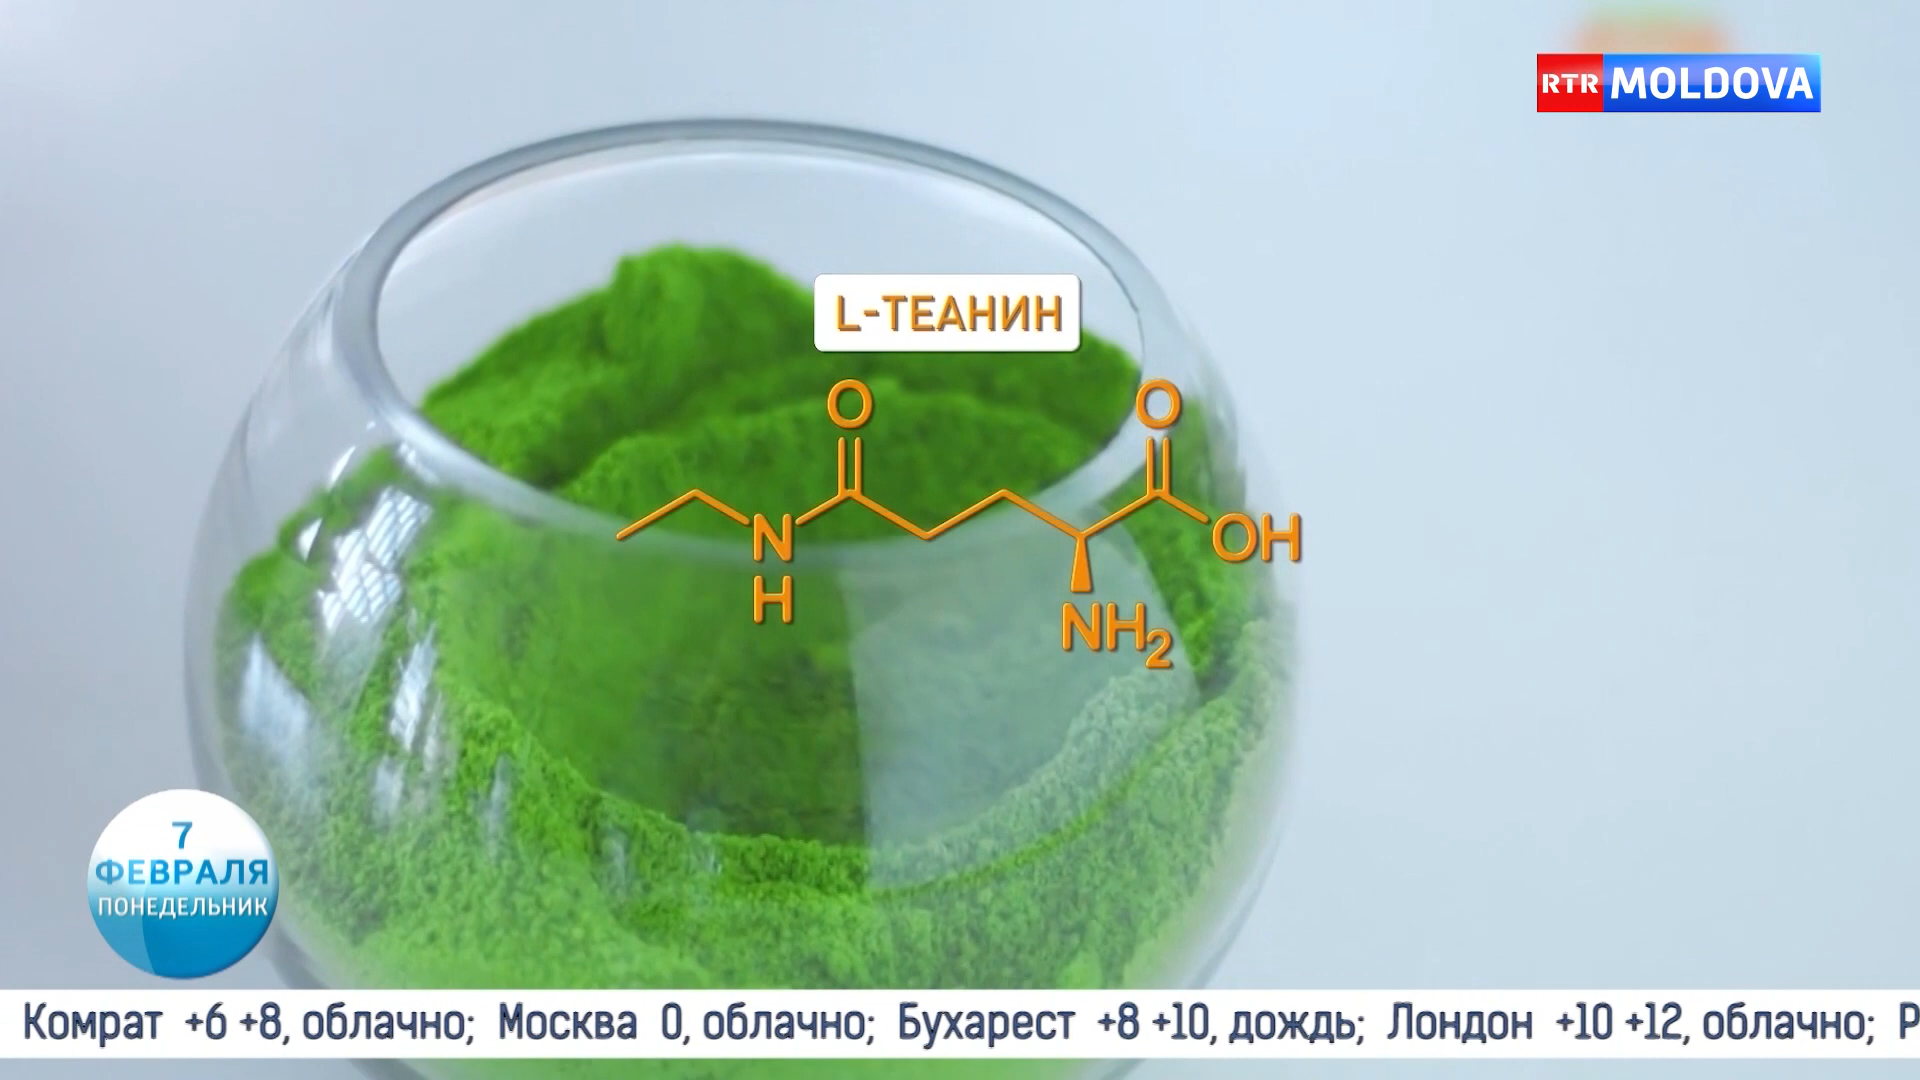 RTR MOLDOVA
L-ТЕАНИН
O
O
N
H
OH
NH2
7
ФЕВРАЛЯ
ПОНЕДЕЛЬНИК
Комрат +6 +8, облачно; Москва 0, облачно; Бухарест +8 +10, дождь; Лондон +10 +12, облачно;